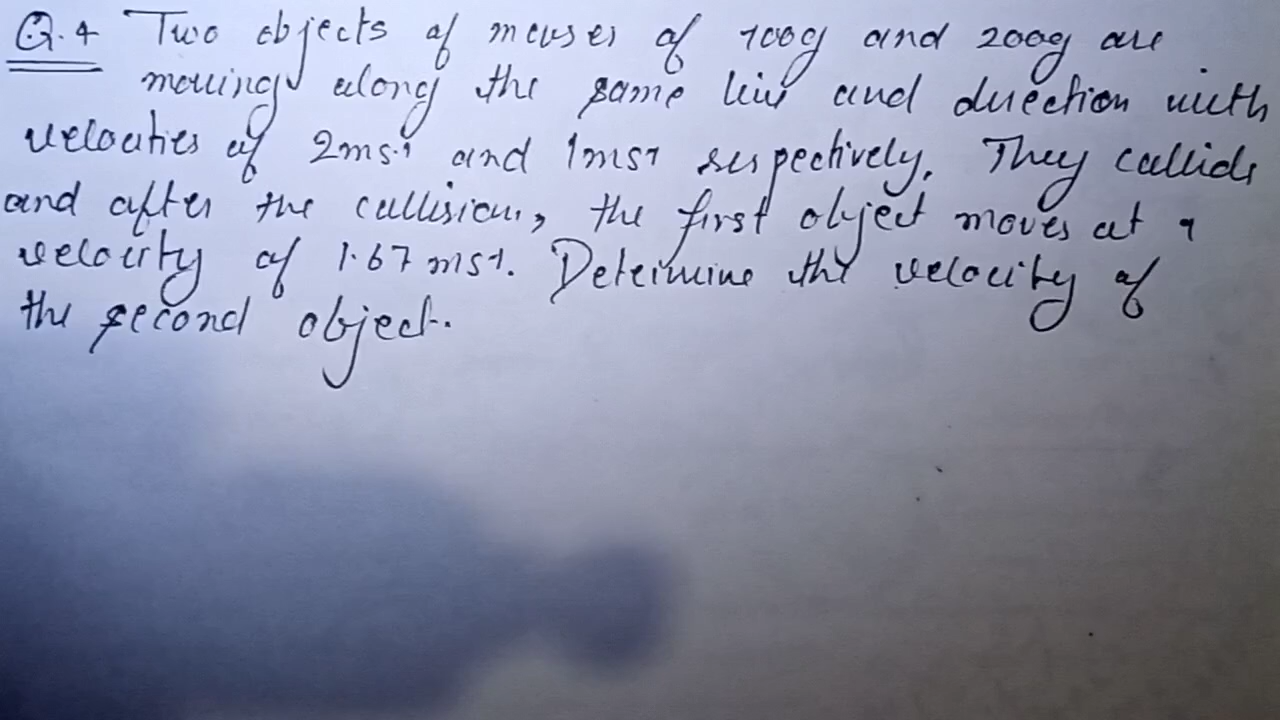 Q.4 Two objects of masses of 100g and 200g are
moving along the same line and direction with
velocities of 2ms-1 and 1ms-1 respectively. They collide
and after the collision, the first object moves at a
velocity of 1.67 ms-1. Determine the velocity of
the second object.